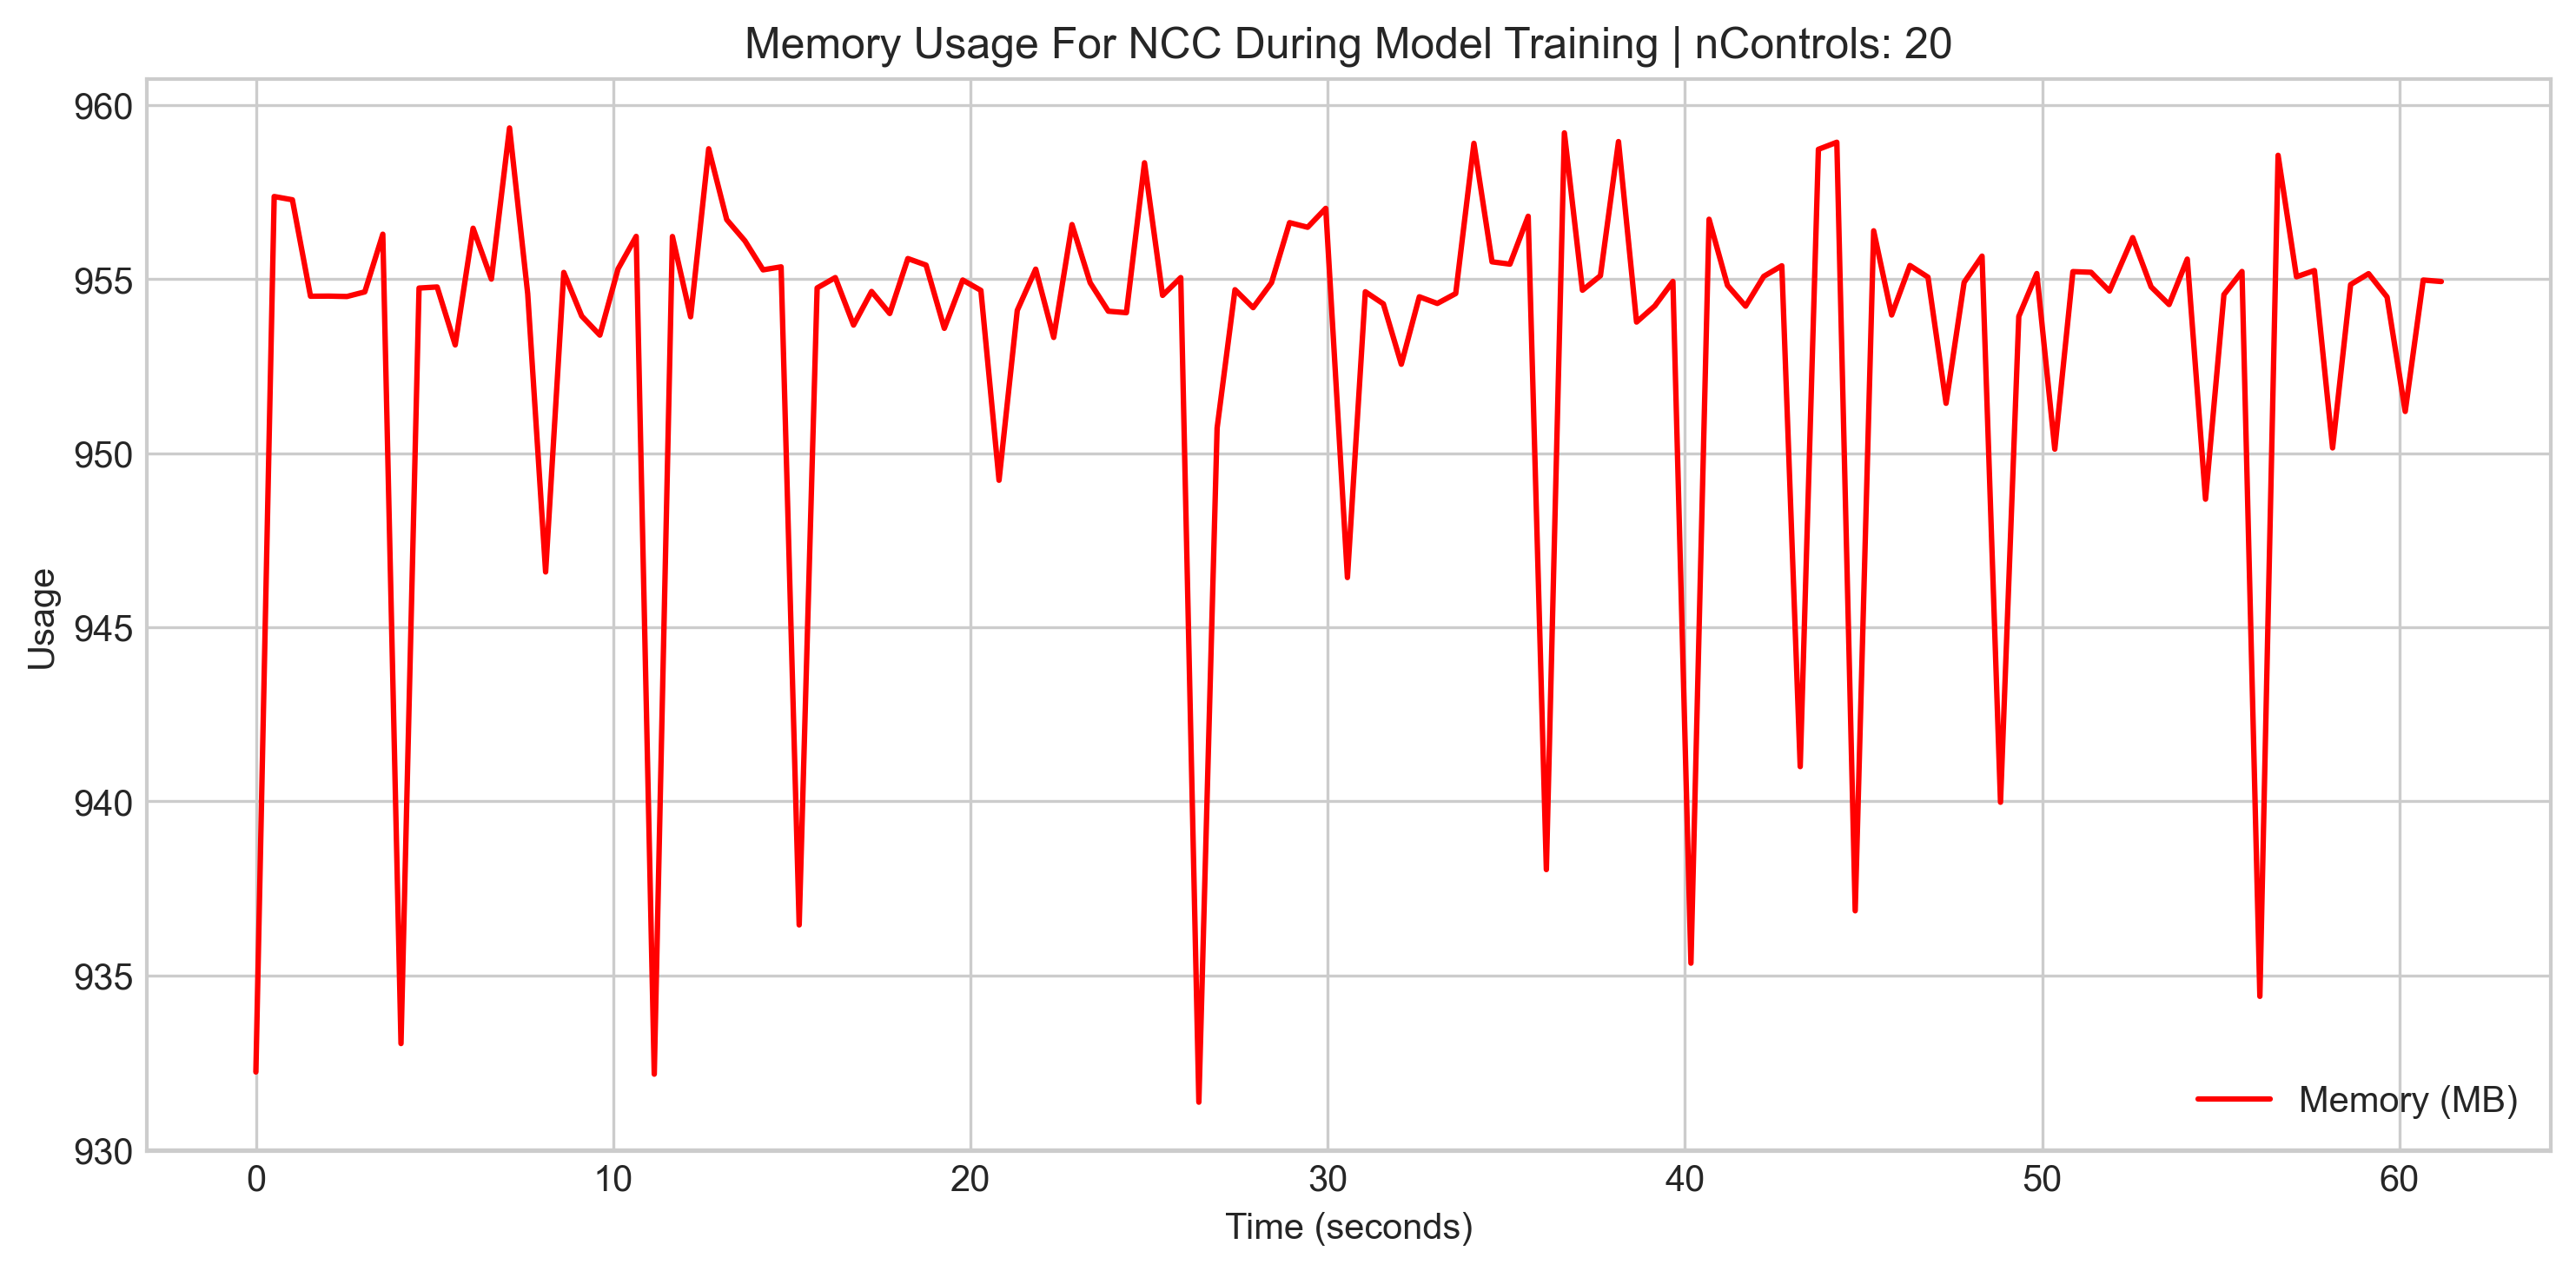 Memory Usage For NCC During Model Training | nControls: 20
960
955
950
945
940
935
930
Usage
0 10 20 30 40 50 60
Time (seconds)
Memory (MB)